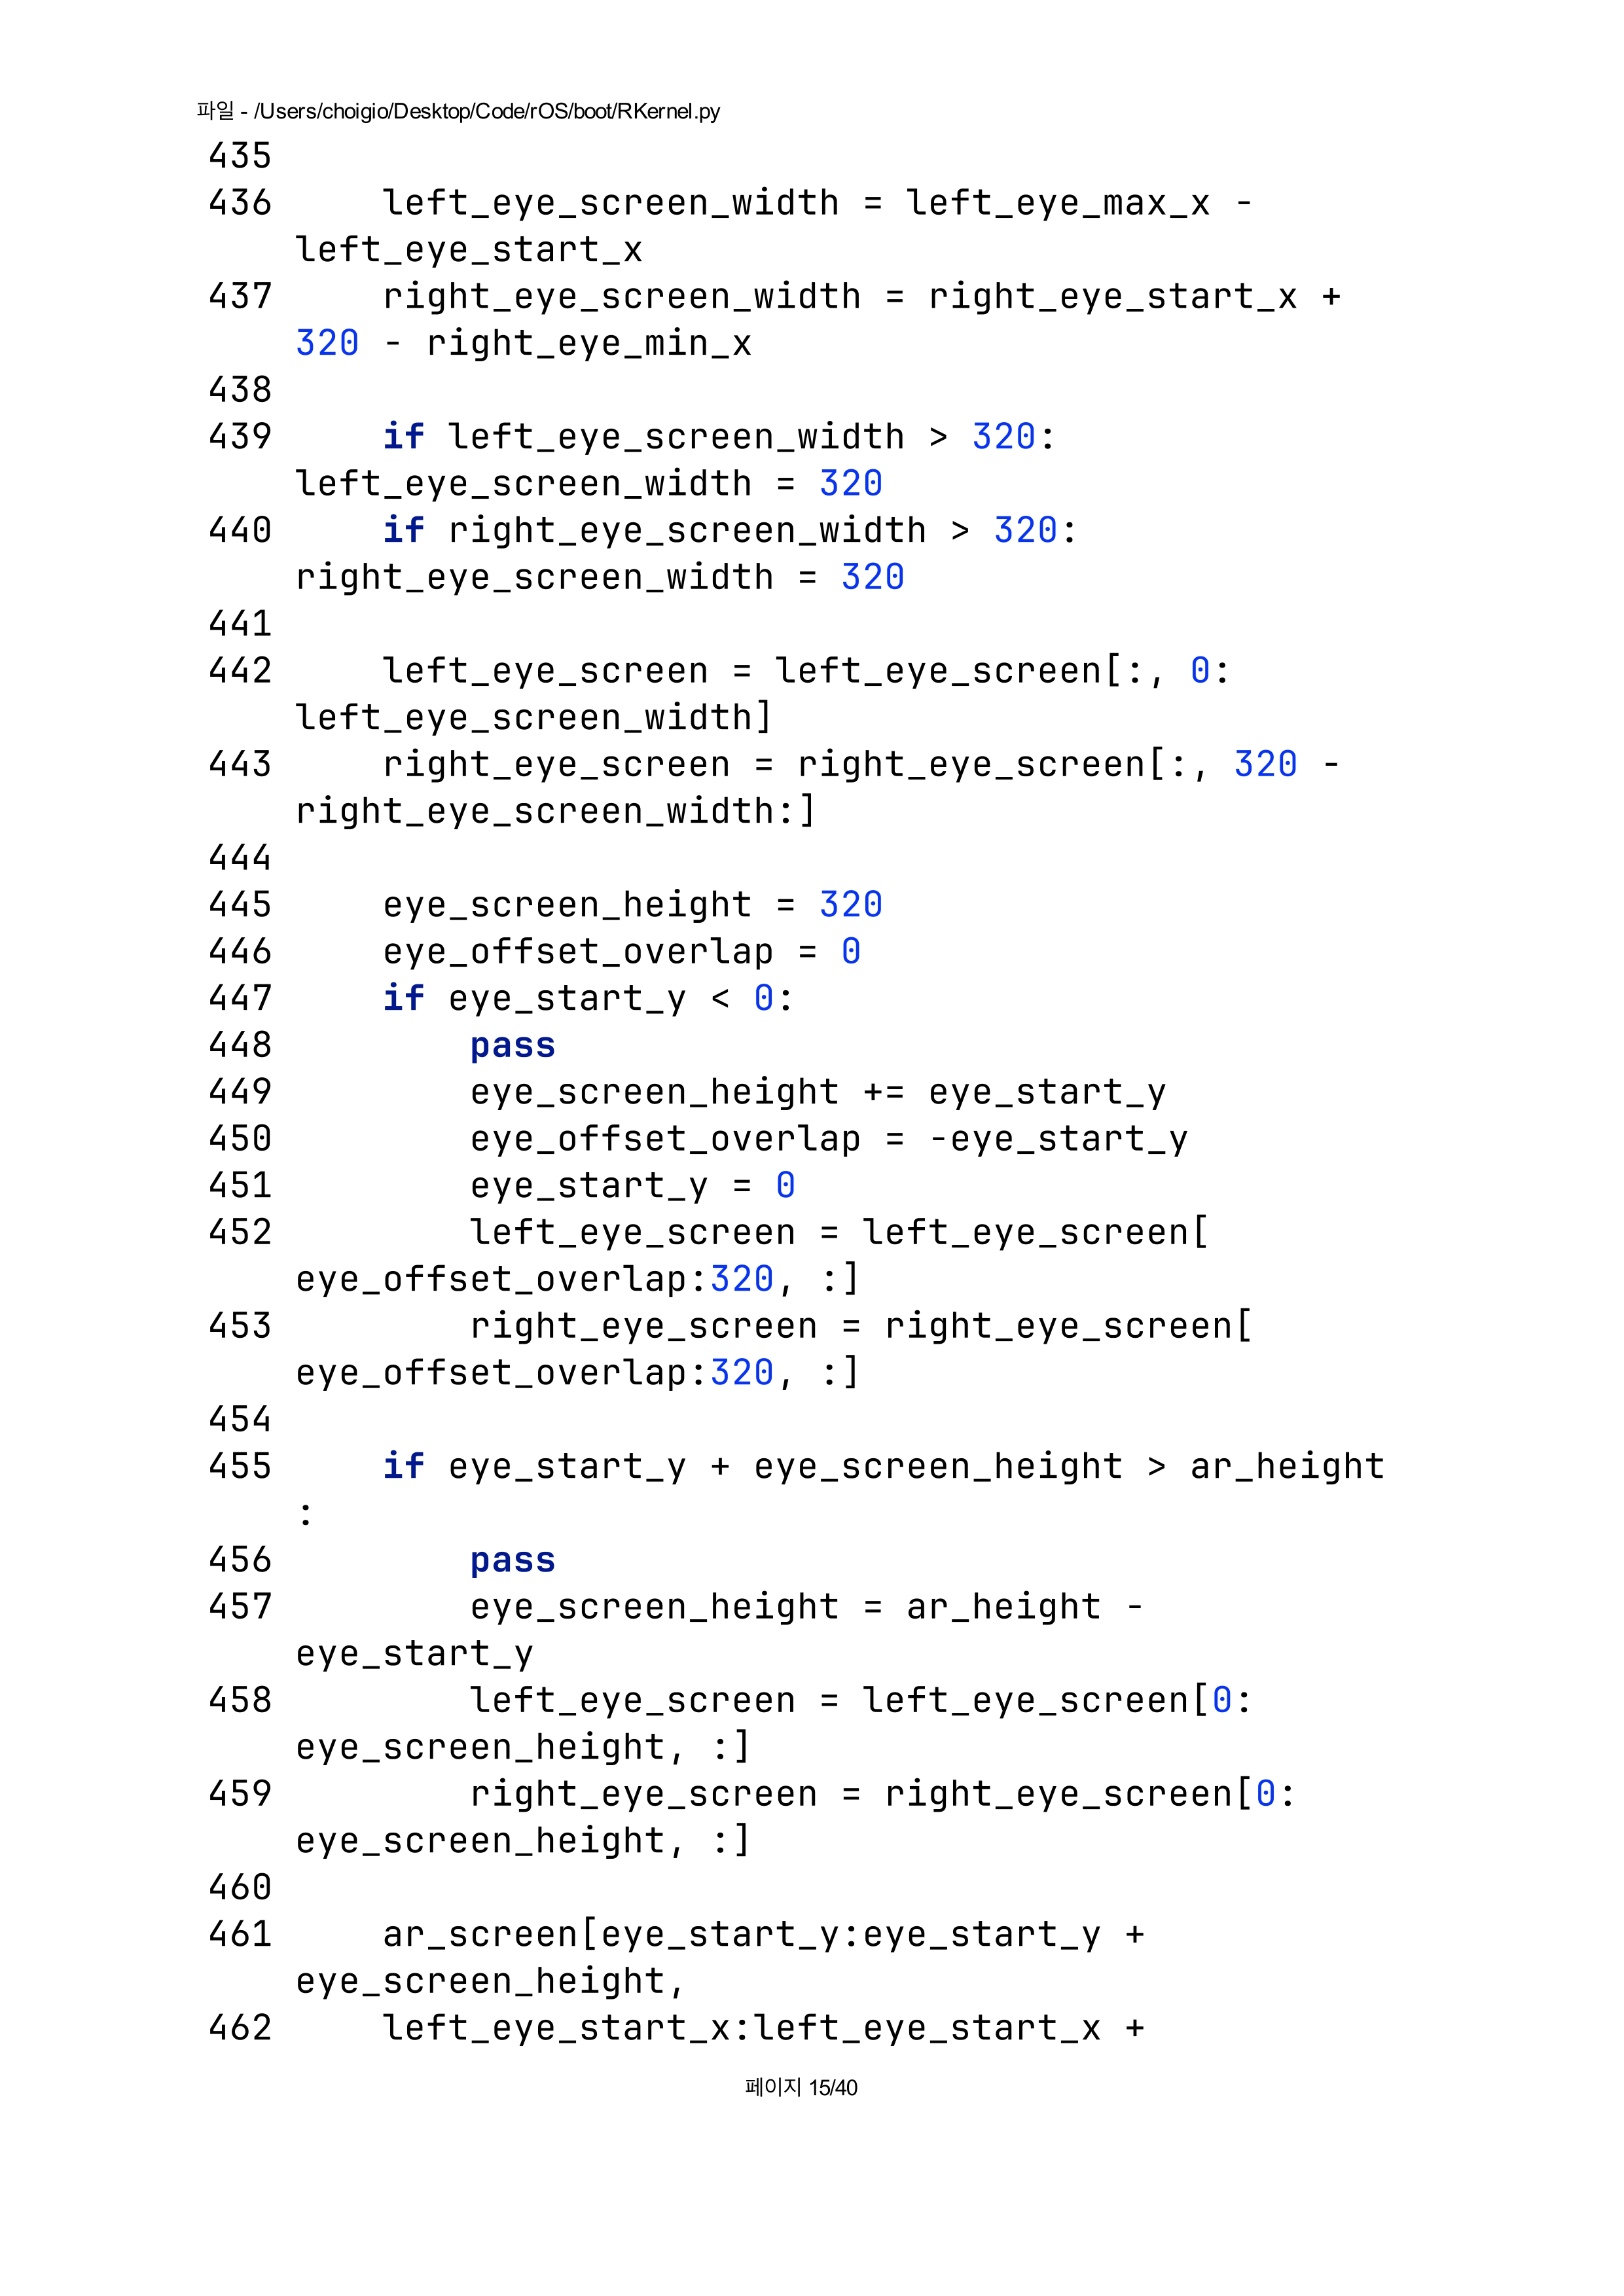 파일 - /Users/choigio/Desktop/Code/rOS/boot/RKernel.py
435
436     left_eye_screen_width = left_eye_max_x -
    left_eye_start_x
437     right_eye_screen_width = right_eye_start_x +
    320 - right_eye_min_x
438
439     if left_eye_screen_width > 320:
    left_eye_screen_width = 320
440     if right_eye_screen_width > 320:
    right_eye_screen_width = 320
441
442     left_eye_screen = left_eye_screen[:, 0:
    left_eye_screen_width]
443     right_eye_screen = right_eye_screen[:, 320 -
    right_eye_screen_width:]
444
445     eye_screen_height = 320
446     eye_offset_overlap = 0
447     if eye_start_y < 0:
448         pass
449         eye_screen_height += eye_start_y
450         eye_offset_overlap = -eye_start_y
451         eye_start_y = 0
452         left_eye_screen = left_eye_screen[
    eye_offset_overlap:320, :]
453         right_eye_screen = right_eye_screen[
    eye_offset_overlap:320, :]
454
455     if eye_start_y + eye_screen_height > ar_height
    :
456         pass
457         eye_screen_height = ar_height -
    eye_start_y
458         left_eye_screen = left_eye_screen[0:
    eye_screen_height, :]
459         right_eye_screen = right_eye_screen[0:
    eye_screen_height, :]
460
461     ar_screen[eye_start_y:eye_start_y +
    eye_screen_height,
462     left_eye_start_x:left_eye_start_x +
페이지 15/40